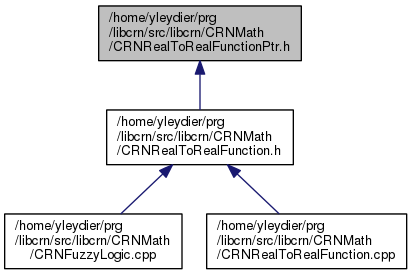 /home/yleydier/prg
/libcrn/src/libcrn/CRNMath
/CRNRealToRealFunctionPtr.h
/home/yleydier/prg
/libcrn/src/libcrn/CRNMath
/CRNRealToRealFunction.h
/home/yleydier/prg
/libcrn/src/libcrn/CRNMath
/CRNFuzzyLogic.cpp
/home/yleydier/prg
/libcrn/src/libcrn/CRNMath
/CRNRealToRealFunction.cpp